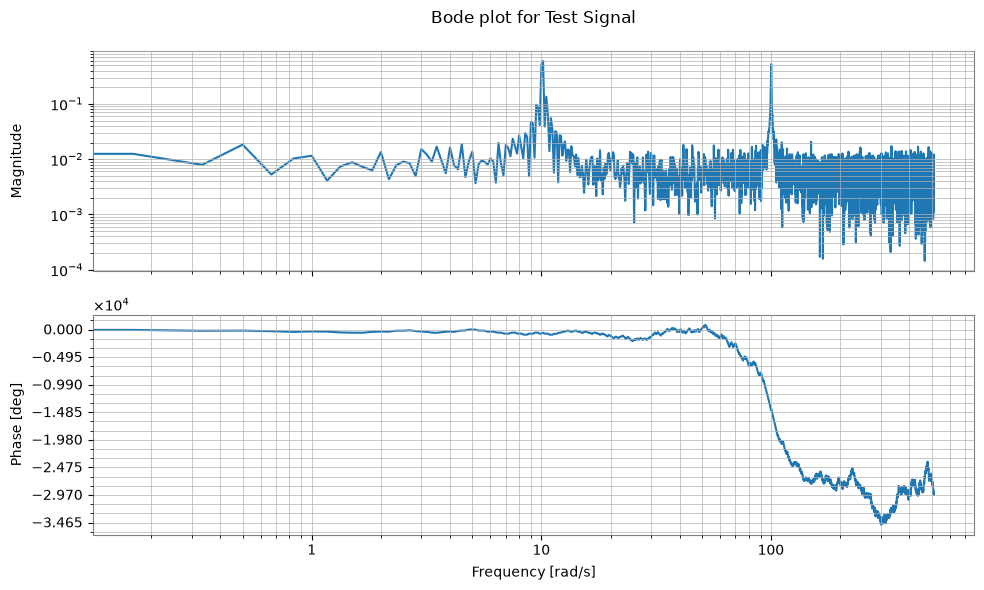 Bode plot for Test Signal
Magnitude
10⁻¹
10⁻²
10⁻³
10⁻⁴
×10⁴
0.000
−0.495
−0.990
−1.485
−1.980
−2.475
−2.970
−3.465
Phase [deg]
1 10 100
Frequency [rad/s]